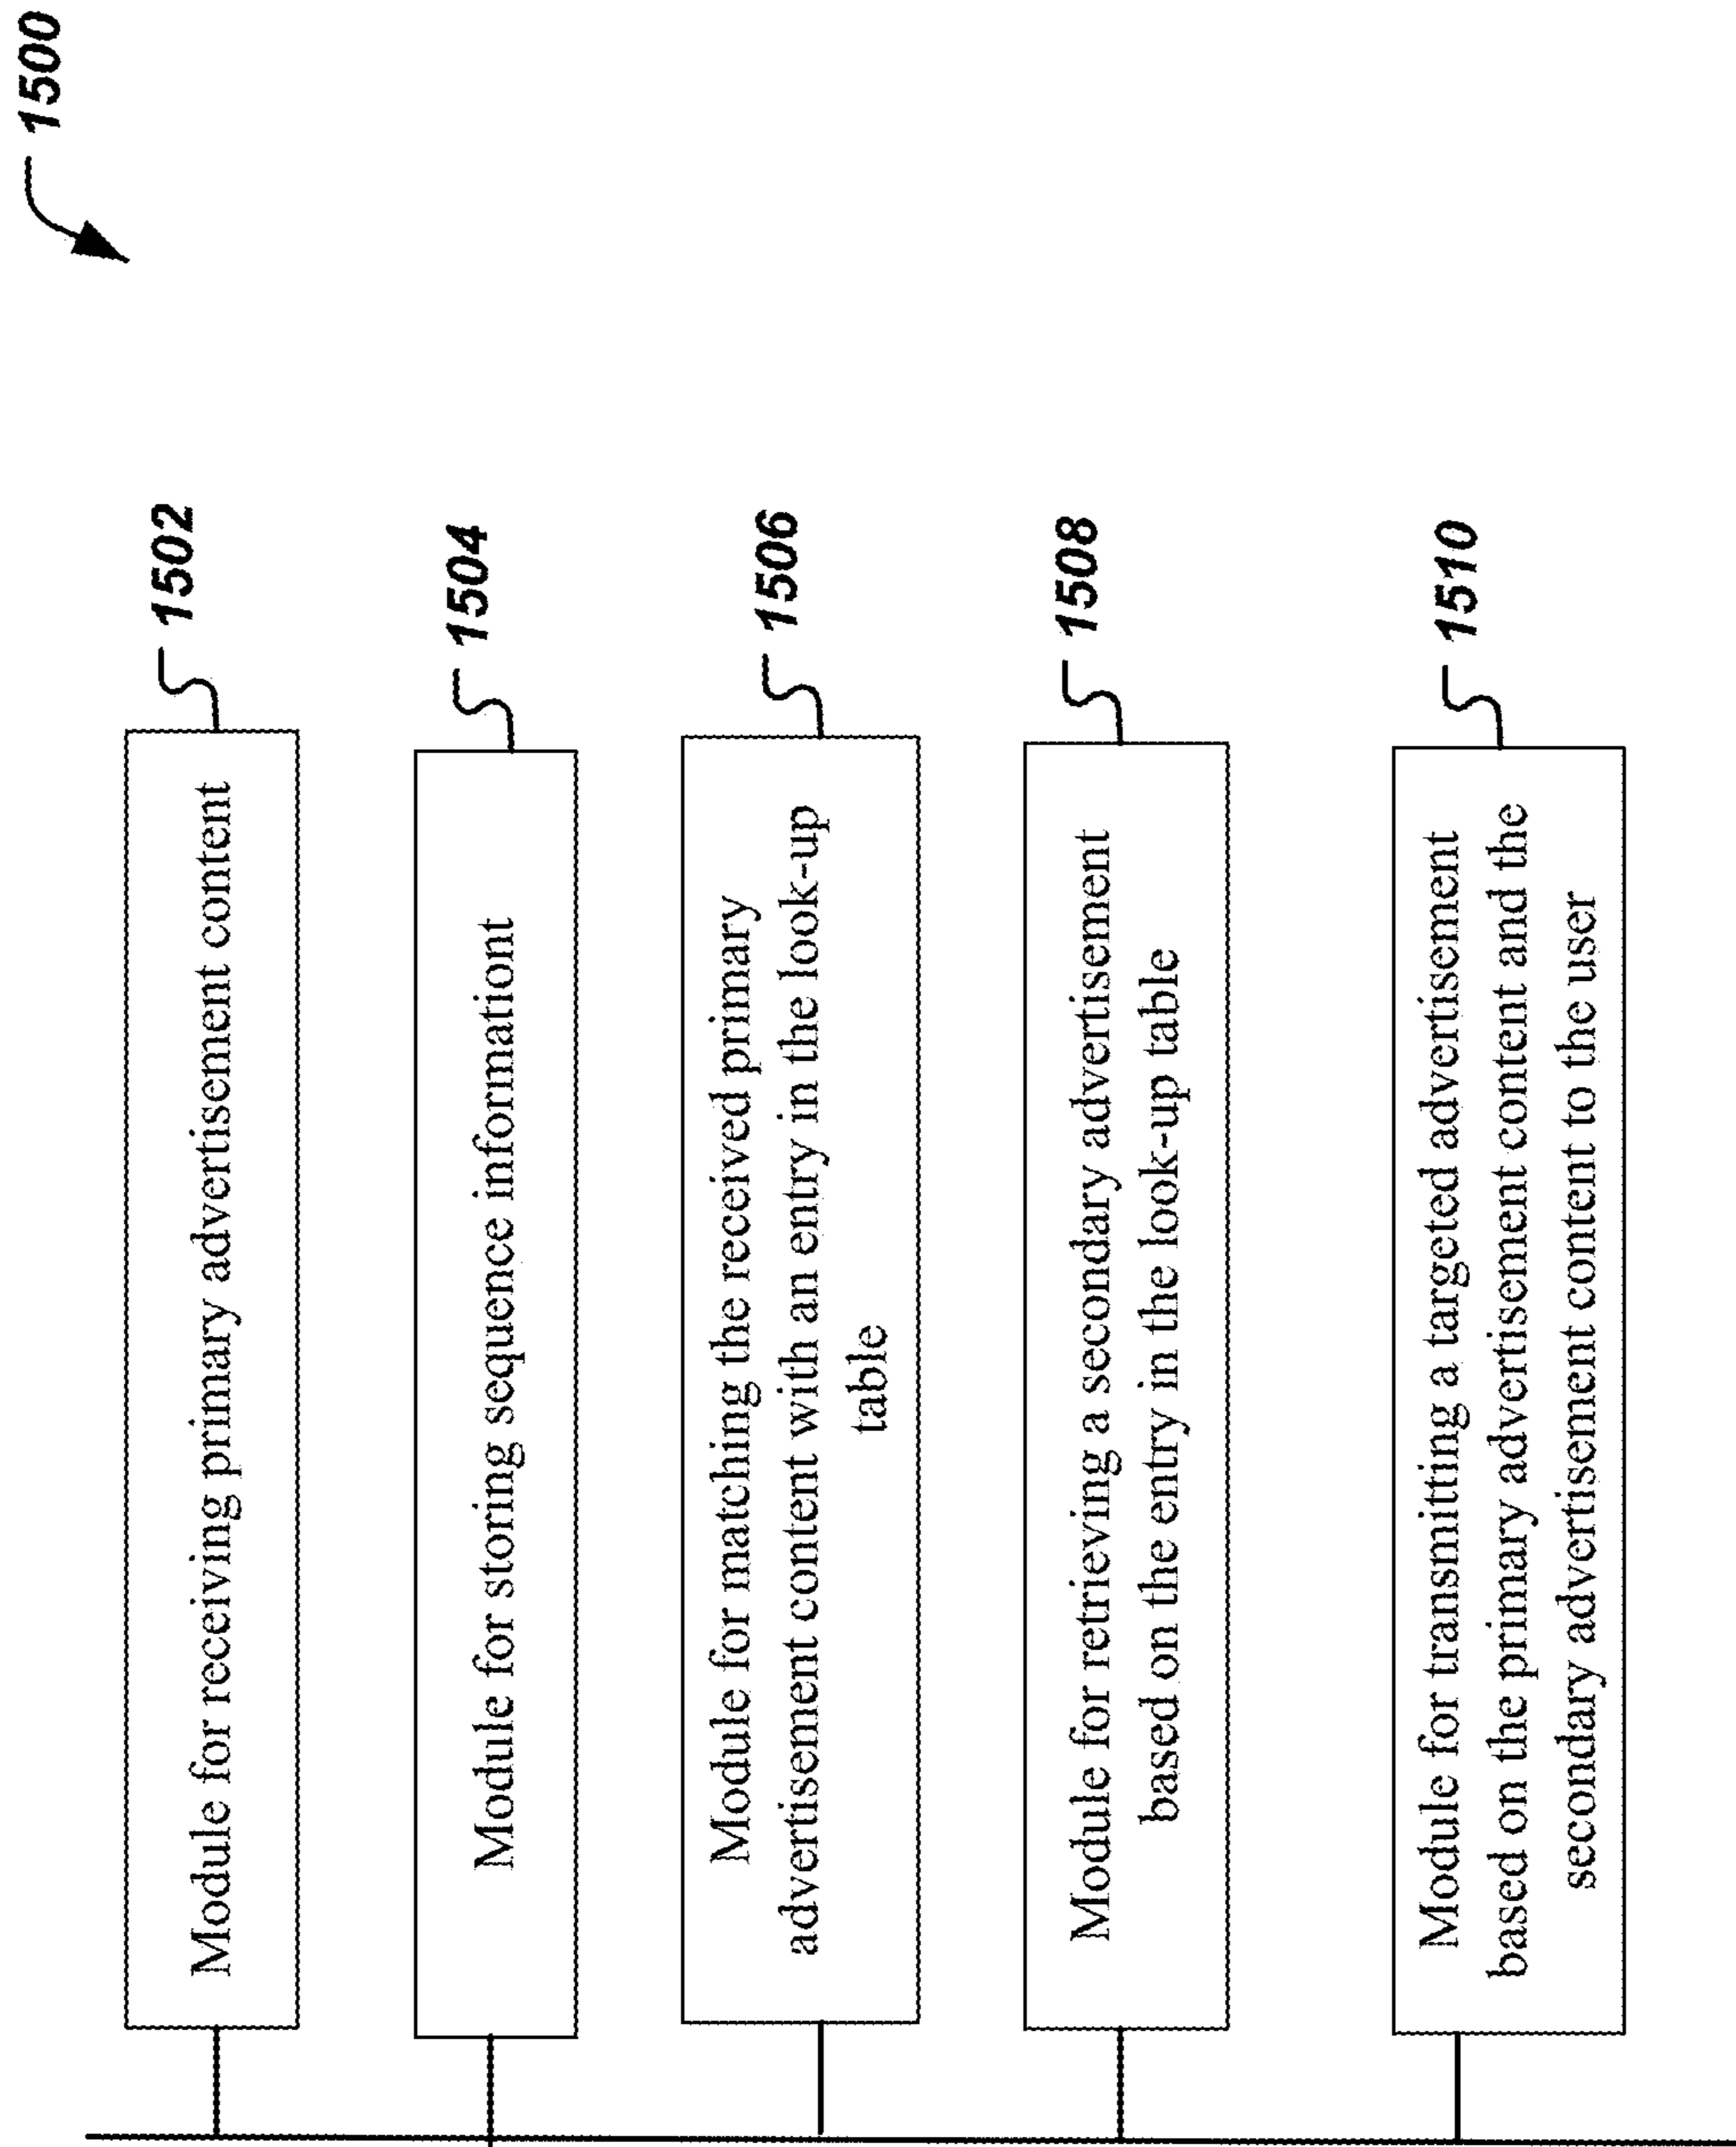 1500
Module for receiving primary advertisement content
1502
Module for storing sequence informationt
1504
Module for matching the received primary
advertisement content with an entry in the look-up
table
1506
Module for retrieving a secondary advertisement
based on the entry in the look-up table
1508
Module for transmitting a targeted advertisement
based on the primary advertisement content and the
secondary advertisement content to the user
1510